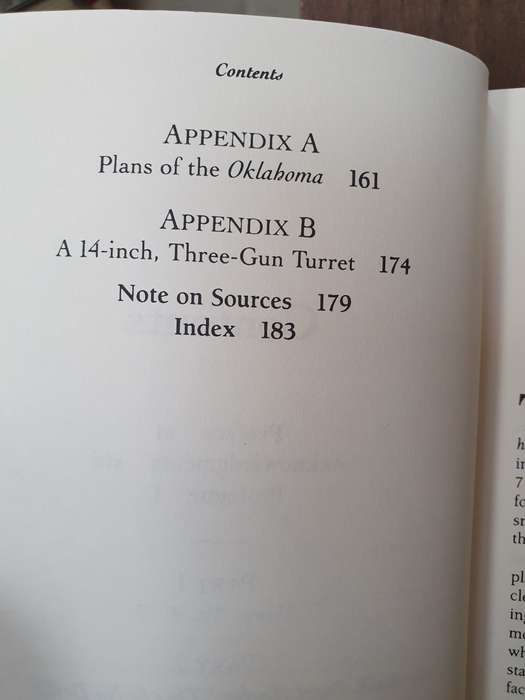 Contents
APPENDIX A
Plans of the Oklahoma 161
APPENDIX B
A 14-inch, Three-Gun Turret 174
Note on Sources 179
Index 183